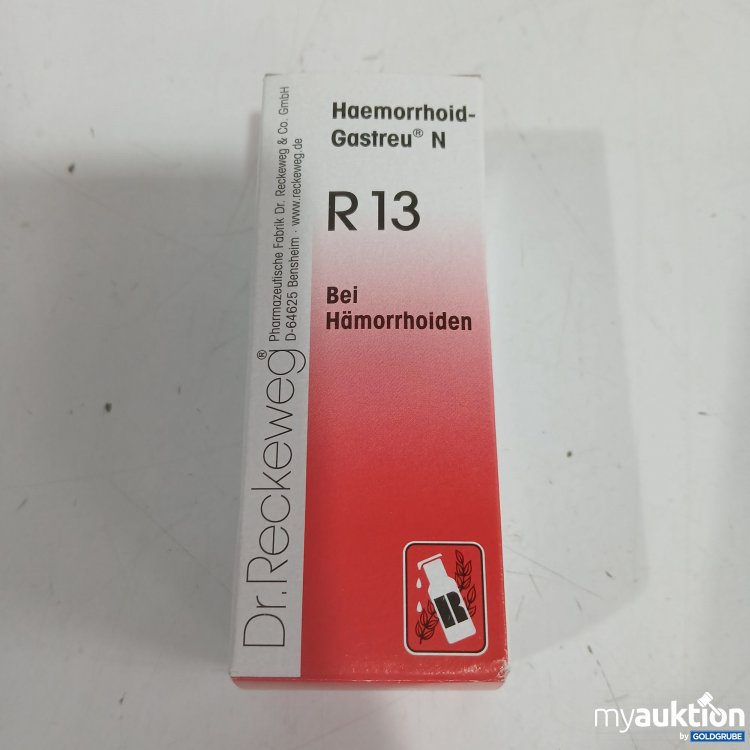 Haemorrhoid-
Gastreu® N
R 13
Bei
Hämorrhoiden
Dr.Reckeweg®
Pharmazeutische Fabrik Dr. Reckeweg & Co. GmbH
D-64625 Bensheim · www.reckeweg.de
R
myauktion
by GOLDGRUBE